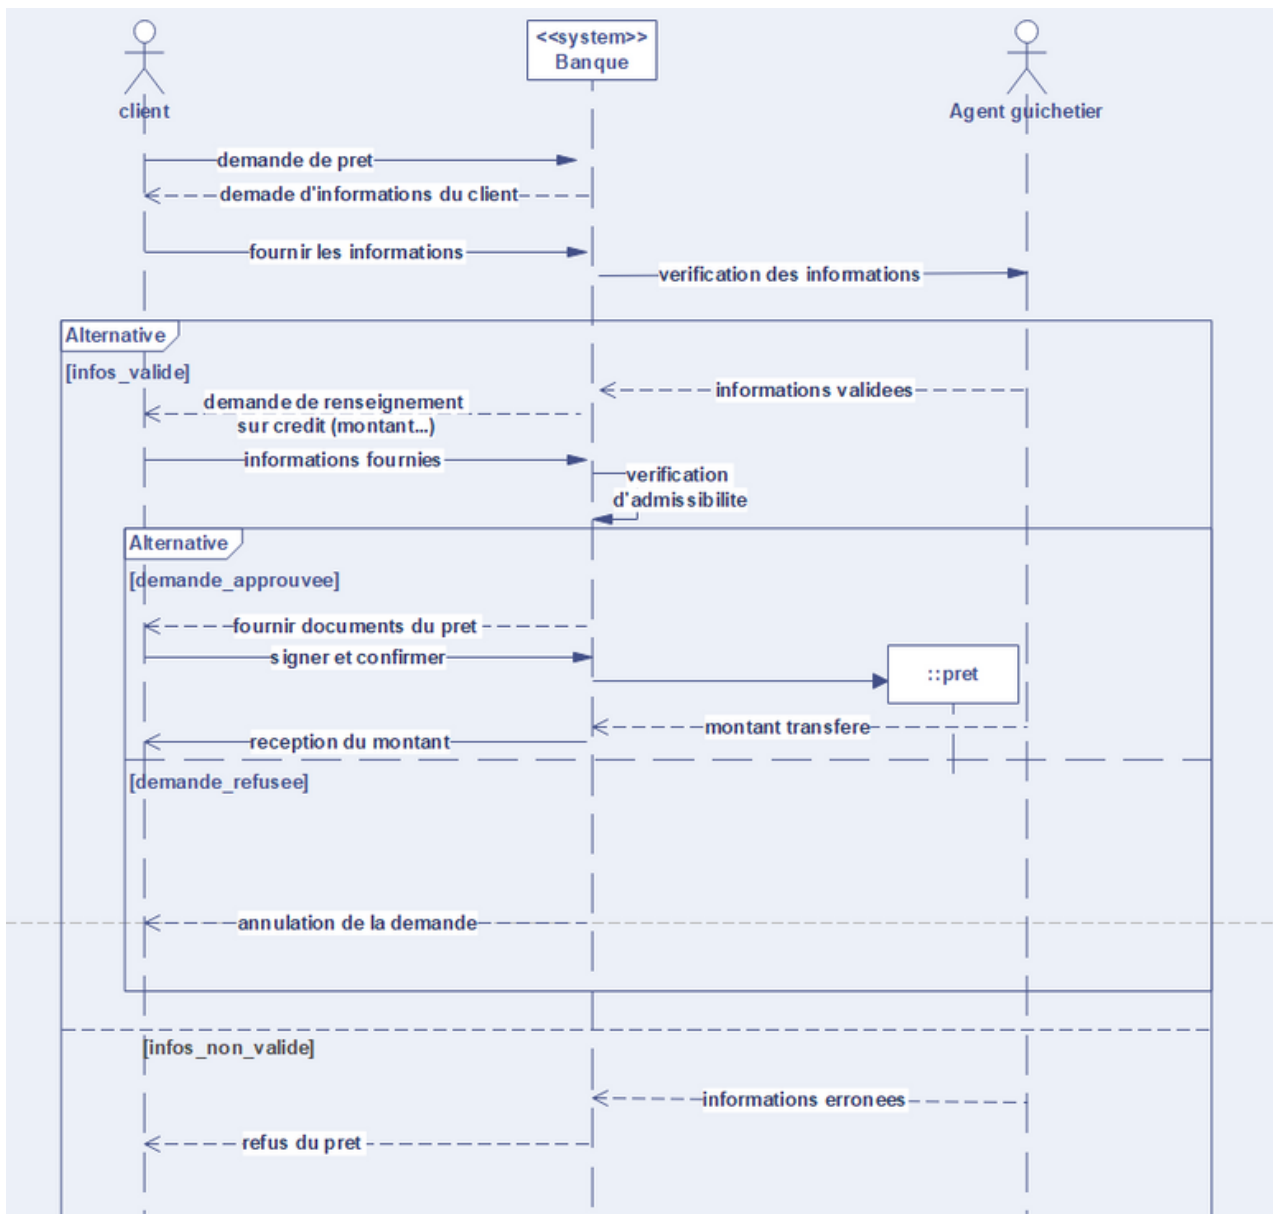 <<system>>
Banque
client
Agent guichetier
demande de pret
demade d'informations du client
fournir les informations
verification des informations
Alternative
[infos_valide]
informations validees
demande de renseignement
sur credit (montant...)
informations fournies
verification
d'admissibilite
Alternative
[demande_approuvee]
fournir documents du pret
signer et confirmer
::pret
montant transfere
reception du montant
[demande_refusee]
annulation de la demande
[infos_non_valide]
informations erronees
refus du pret